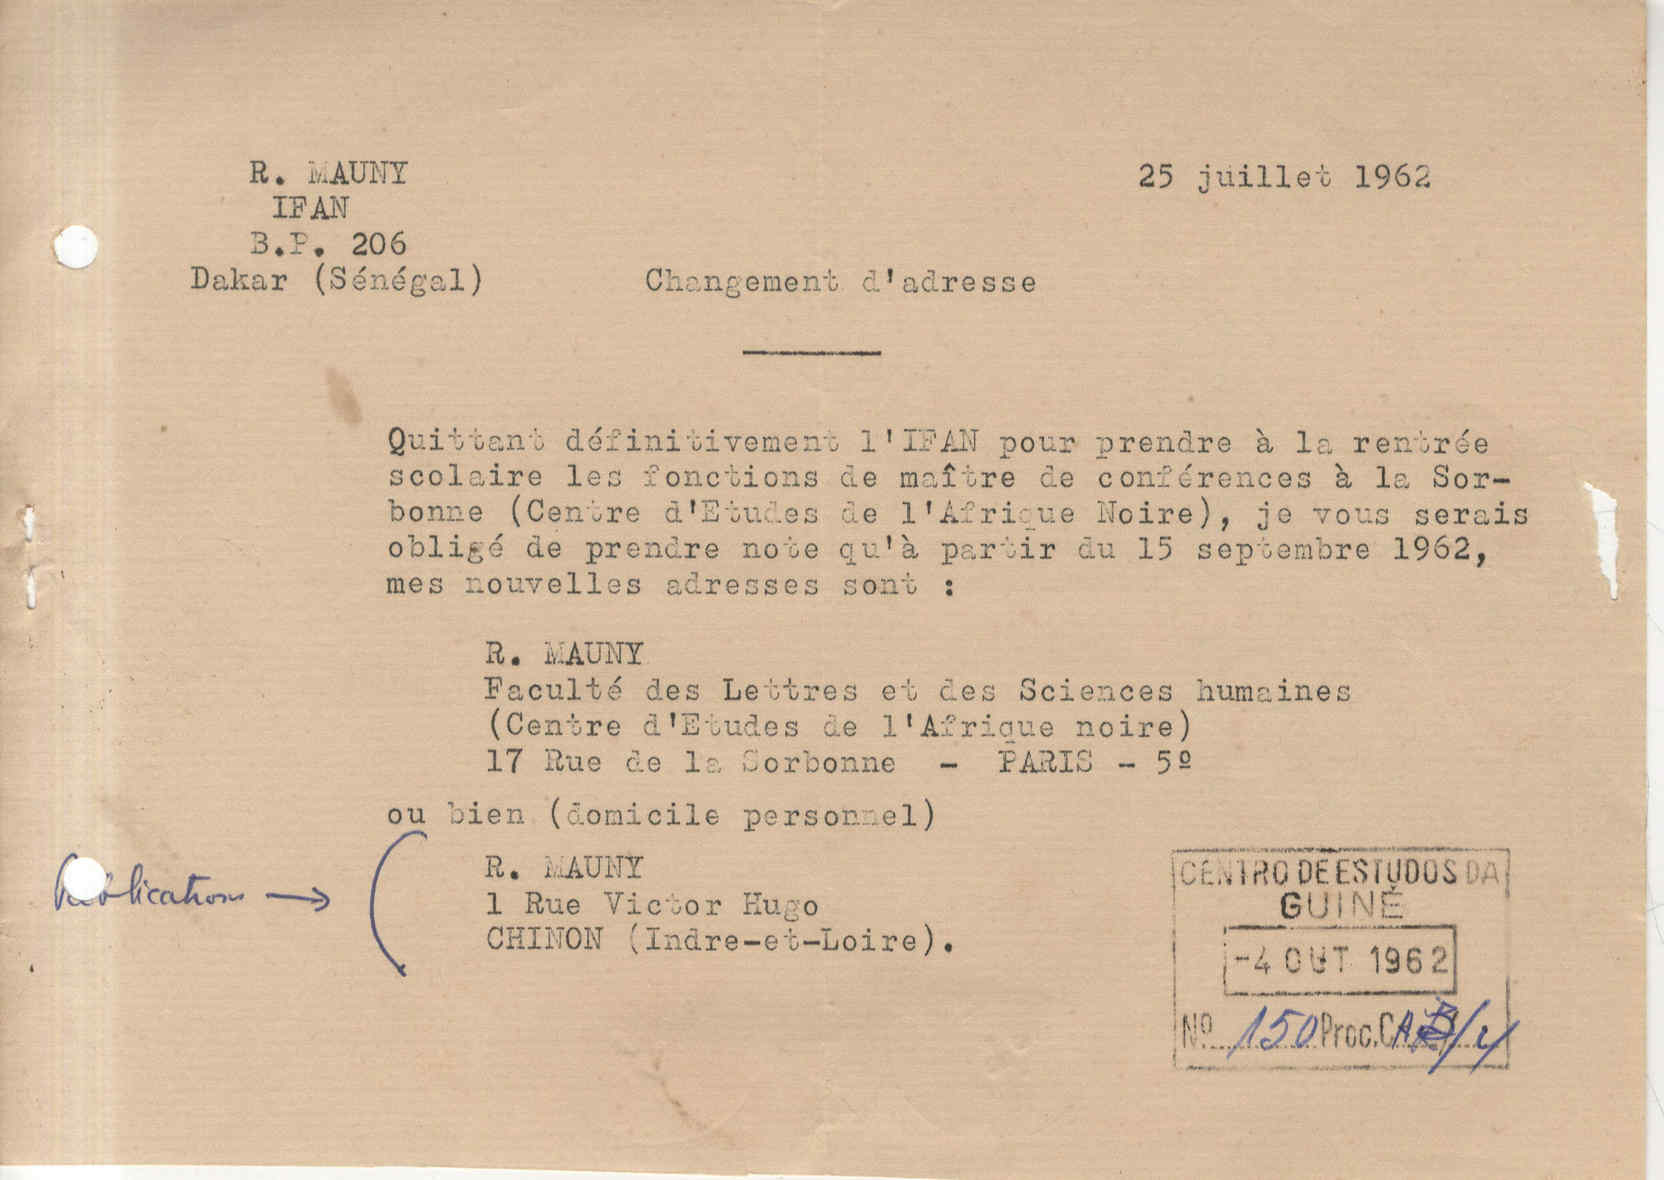 R. MAUNY
IFAN
B.P. 206
Dakar (Sénégal)
25 juillet 1962
Changement d'adresse
Quittant définitivement l'IFAN pour prendre à la rentrée
scolaire les fonctions de maître de conférences à la Sor-
bonne (Centre d'Etudes de l'Afrique Noire), je vous serais
obligé de prendre note qu'à partir du 15 septembre 1962,
mes nouvelles adresses sont :
R. MAUNY
Faculté des Lettres et des Sciences humaines
(Centre d'Etudes de l'Afrique noire)
17 Rue de la Sorbonne - PARIS - 5º
ou bien (domicile personnel)
Publications →
R. MAUNY
1 Rue Victor Hugo
CHINON (Indre-et-Loire).
CENTRO DE ESTUDOS DA
GUINÉ
-4 OUT 1962
Nº 150 Proc. CA